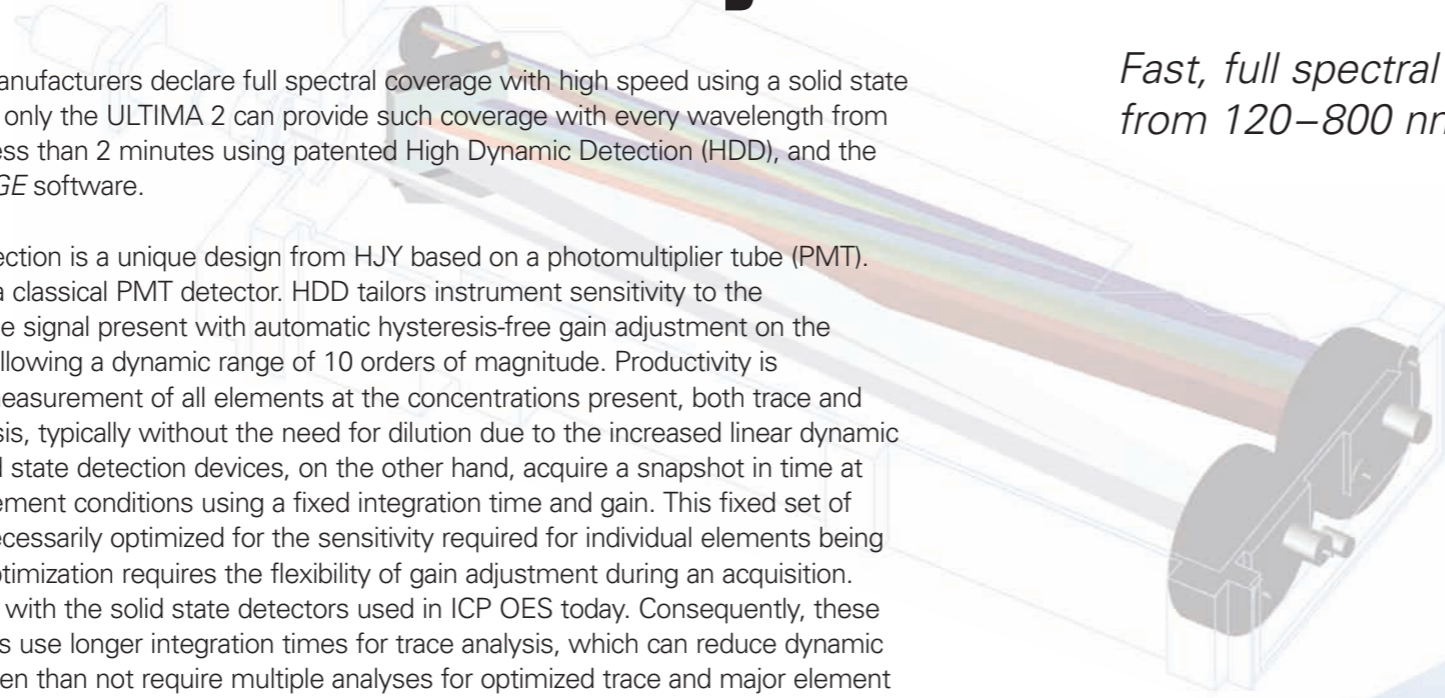 anufacturers declare full spectral coverage with high speed using a solid state
only the ULTIMA 2 can provide such coverage with every wavelength from
ess than 2 minutes using patented High Dynamic Detection (HDD), and the
GE software.
ection is a unique design from HJY based on a photomultiplier tube (PMT).
a classical PMT detector. HDD tailors instrument sensitivity to the
e signal present with automatic hysteresis-free gain adjustment on the
llowing a dynamic range of 10 orders of magnitude. Productivity is
neasurement of all elements at the concentrations present, both trace and
sis, typically without the need for dilution due to the increased linear dynamic
d state detection devices, on the other hand, acquire a snapshot in time at
ement conditions using a fixed integration time and gain. This fixed set of
ecessarily optimized for the sensitivity required for individual elements being
ptimization requires the flexibility of gain adjustment during an acquisition.
with the solid state detectors used in ICP OES today. Consequently, these
s use longer integration times for trace analysis, which can reduce dynamic
en than not require multiple analyses for optimized trace and major element
Fast, full spectral
from 120–800 nm